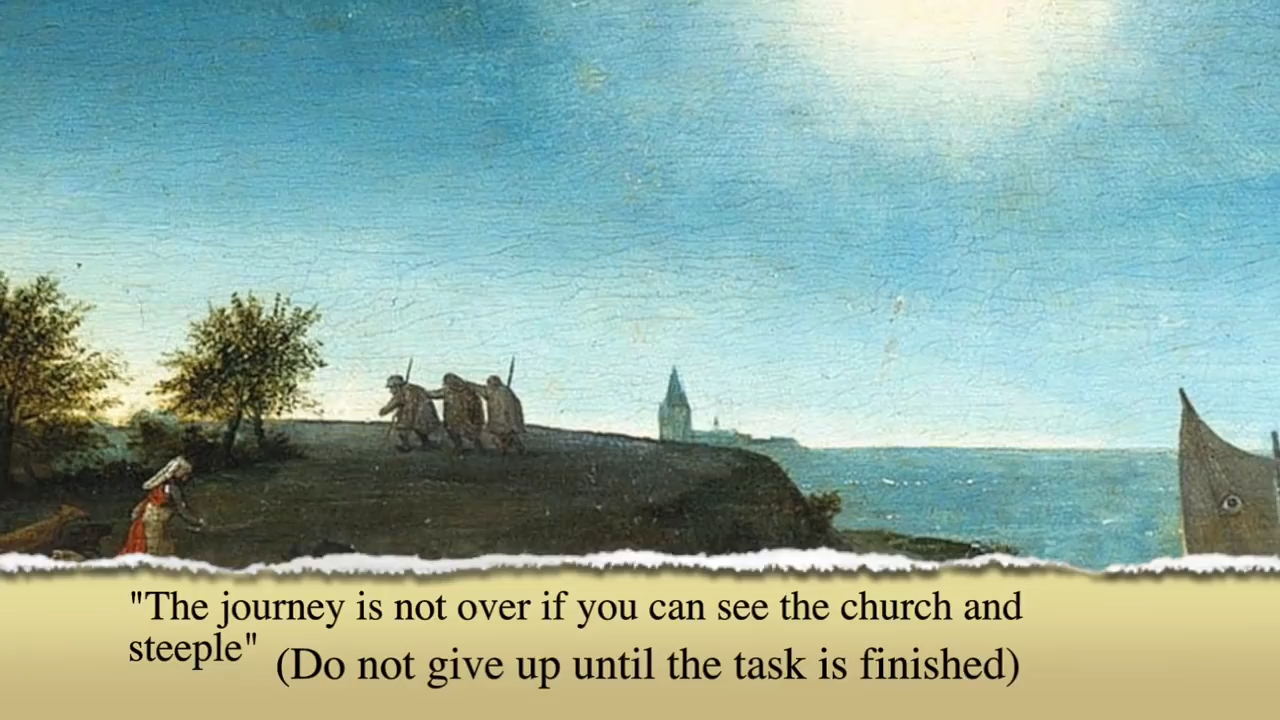 "The journey is not over if you can see the church and
steeple"
(Do not give up until the task is finished)